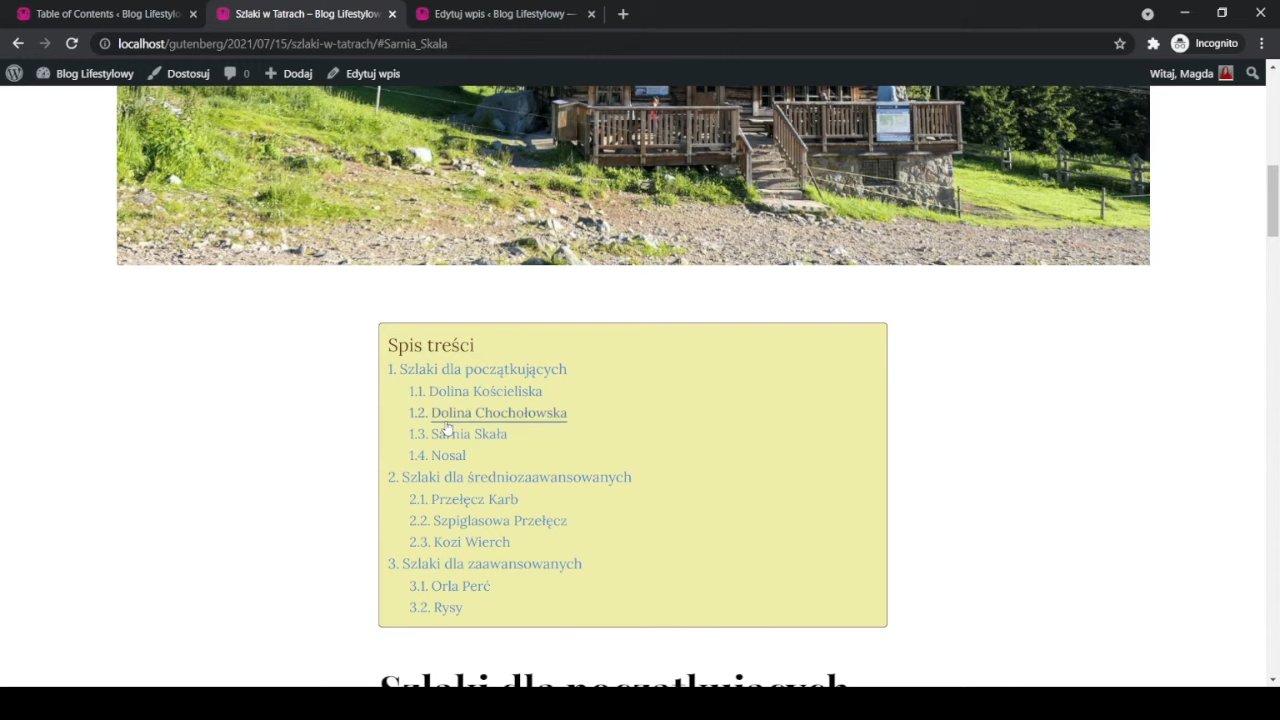 Table of Contents ‹ Blog Lifestylo
Szlaki w Tatrach – Blog Lifestylow
Edytuj wpis ‹ Blog Lifestylowy —
localhost/gutenberg/2021/07/15/szlaki-w-tatrach/#Sarnia_Skala
Incognito
Blog Lifestylowy
Dostosuj
0
Dodaj
Edytuj wpis
Witaj, Magda
Spis treści
1. Szlaki dla początkujących
1.1. Dolina Kościeliska
1.2. Dolina Chochołowska
1.3. Sarnia Skała
1.4. Nosal
2. Szlaki dla średniozaawansowanych
2.1. Przełęcz Karb
2.2. Szpiglasowa Przełęcz
2.3. Kozi Wierch
3. Szlaki dla zaawansowanych
3.1. Orla Perć
3.2. Rysy
Szlaki dla początkujących